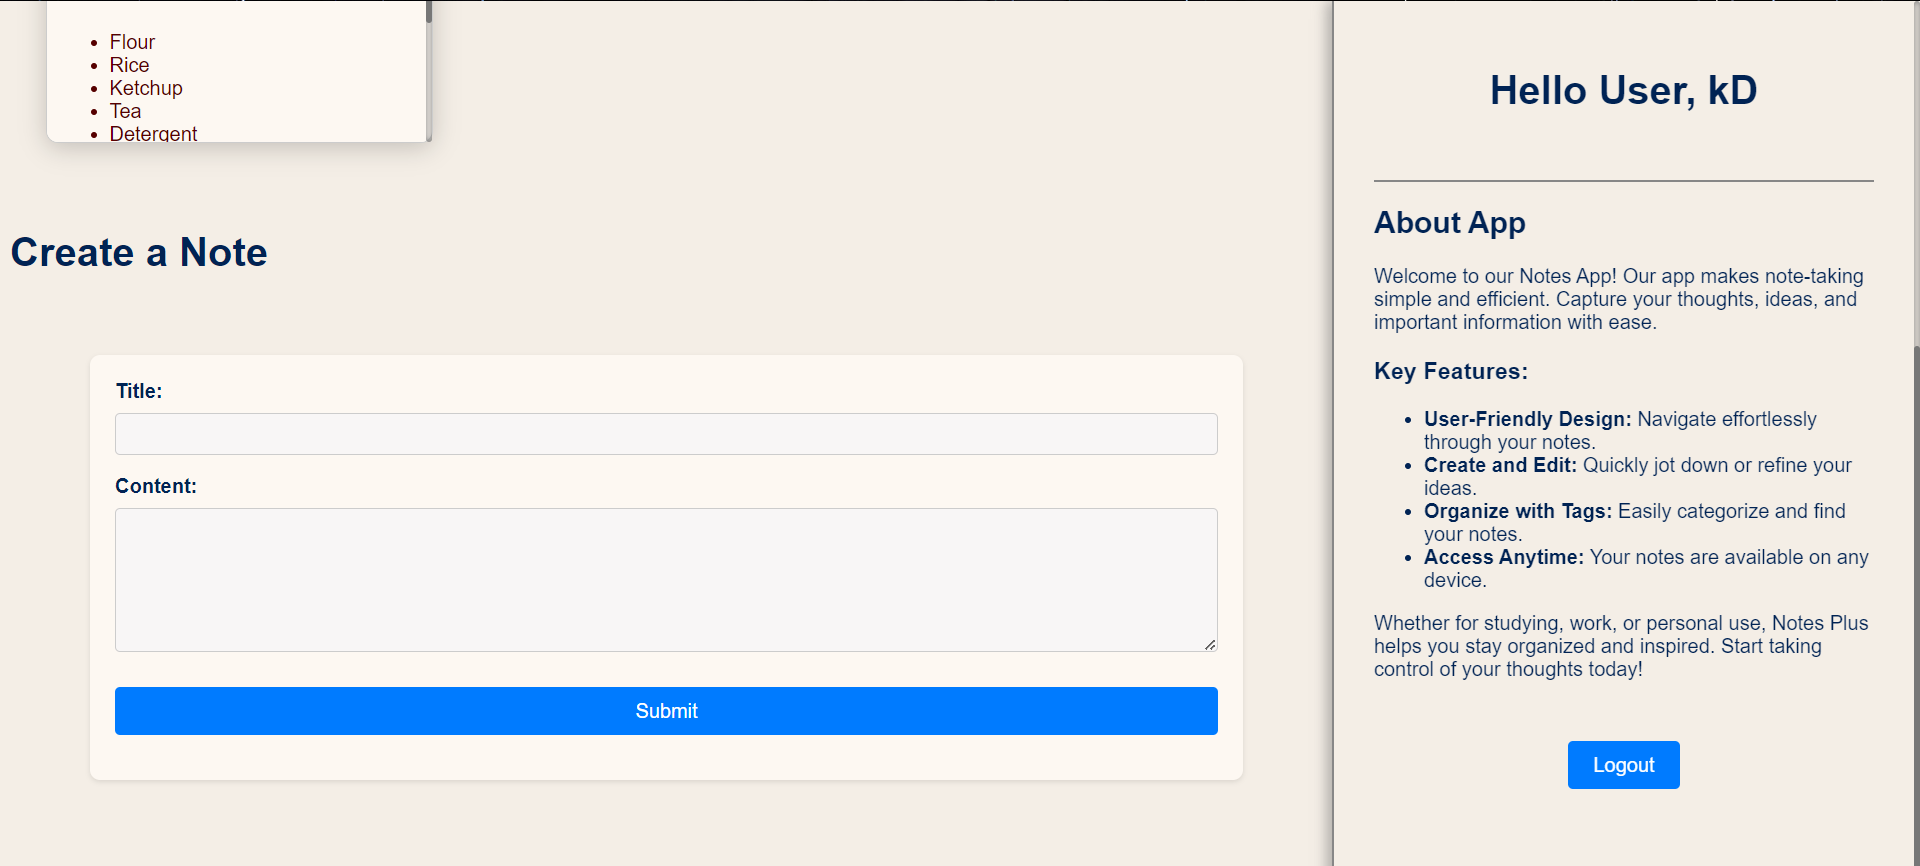 Flour
Rice
Ketchup
Tea
Detergent
Create a Note
Title:
Content:
Submit
Hello User, kD
About App
Welcome to our Notes App! Our app makes note-taking
simple and efficient. Capture your thoughts, ideas, and
important information with ease.
Key Features:
User-Friendly Design: Navigate effortlessly
through your notes.
Create and Edit: Quickly jot down or refine your
ideas.
Organize with Tags: Easily categorize and find
your notes.
Access Anytime: Your notes are available on any
device.
Whether for studying, work, or personal use, Notes Plus
helps you stay organized and inspired. Start taking
control of your thoughts today!
Logout